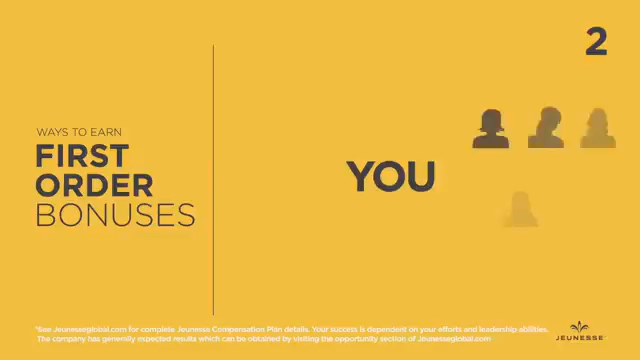 2
WAYS TO EARN
FIRST
ORDER
BONUSES
YOU
*See Jeunesseglobal.com for complete Jeunesse Compensation Plan details. Your success is dependent on your efforts and leadership abilities.
The company has generally expected results which can be obtained by visiting the opportunity section of Jeunesseglobal.com
JEUNESSE